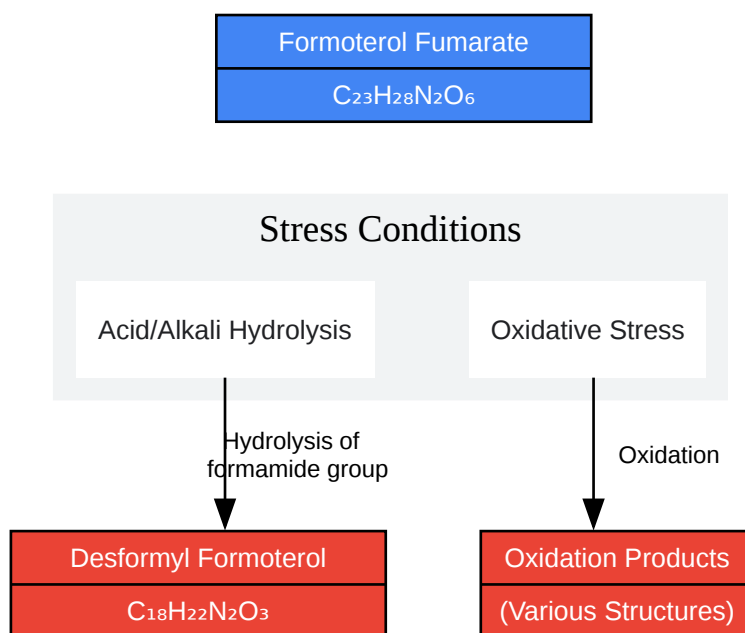 Formoterol Fumarate
C₂₃H₂₈N₂O₆
Stress Conditions
Acid/Alkali Hydrolysis
Oxidative Stress
Hydrolysis of
formamide group
Oxidation
Desformyl Formoterol
C₁₈H₂₂N₂O₃
Oxidation Products
(Various Structures)